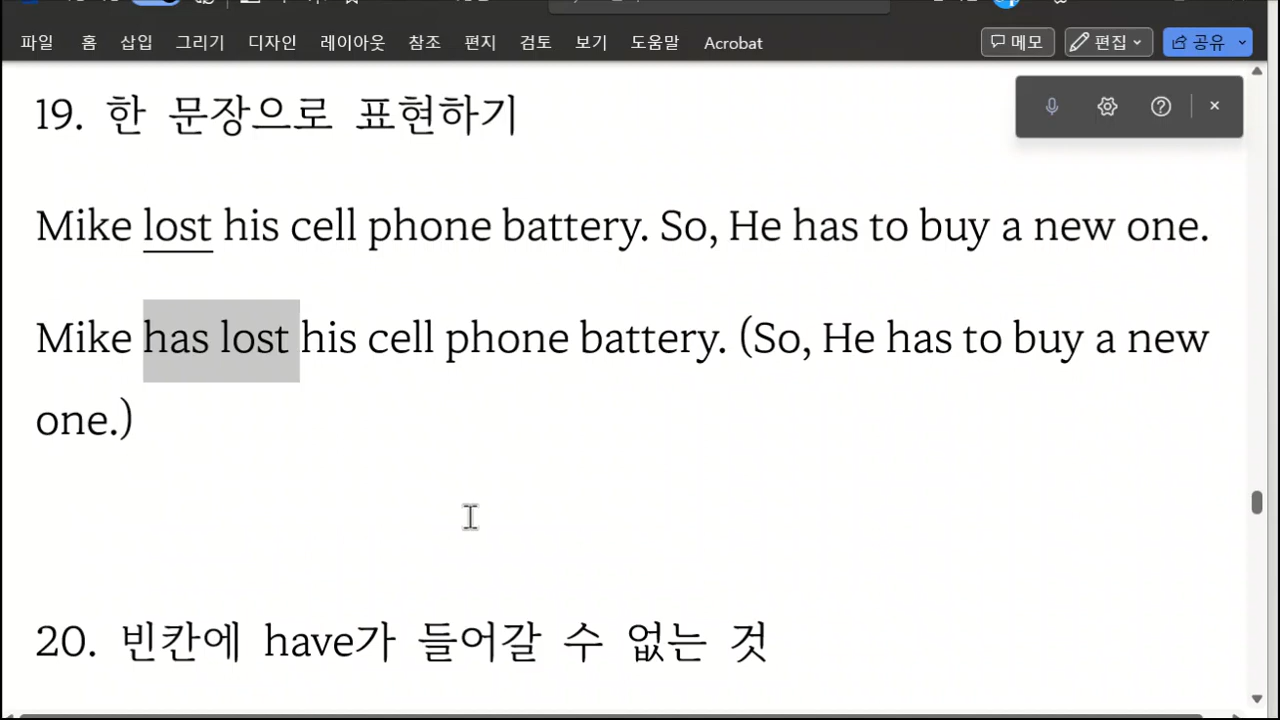 파일 홈 삽입 그리기 디자인 레이아웃 참조 편지 검토 보기 도움말 Acrobat 메모 편집 공유
19. 한 문장으로 표현하기
Mike lost his cell phone battery. So, He has to buy a new one.
Mike has lost his cell phone battery. (So, He has to buy a new
one.)
20. 빈칸에 have가 들어갈 수 없는 것